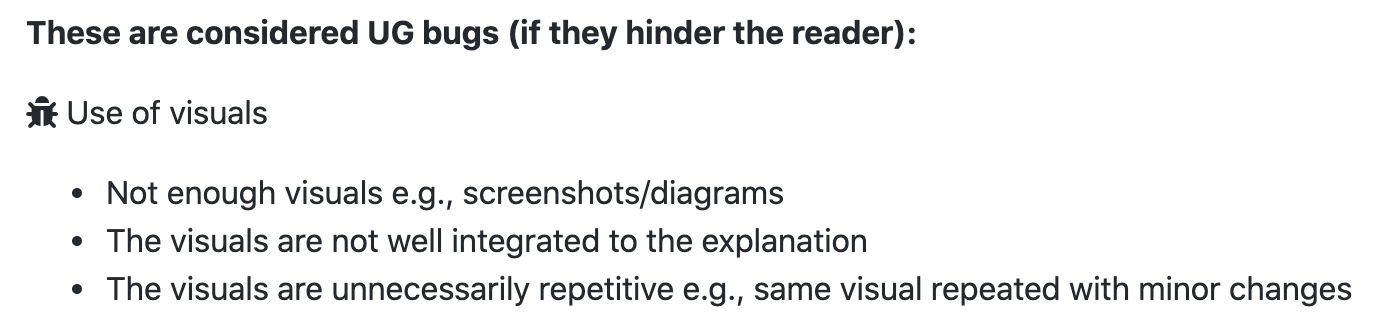 These are considered UG bugs (if they hinder the reader):
Use of visuals
• Not enough visuals e.g., screenshots/diagrams
• The visuals are not well integrated to the explanation
• The visuals are unnecessarily repetitive e.g., same visual repeated with minor changes